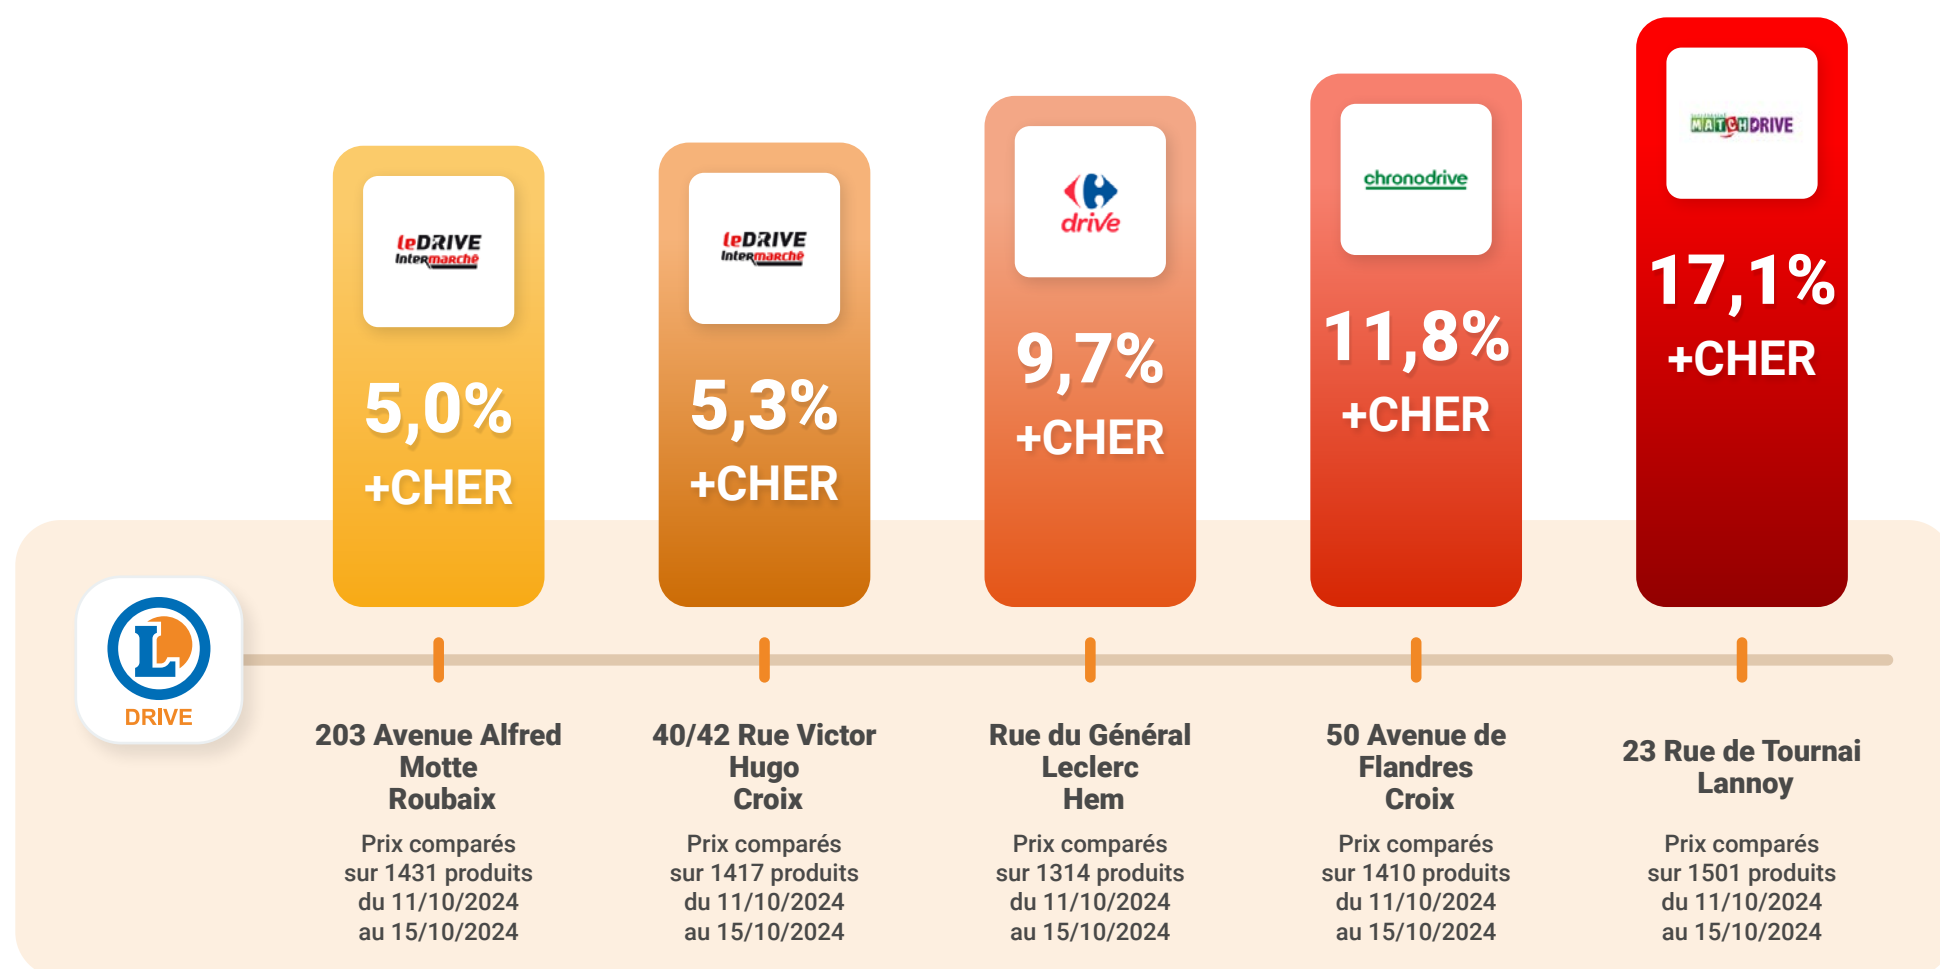 leDRIVE
Intermarché
5,0%
+CHER
leDRIVE
Intermarché
5,3%
+CHER
drive
9,7%
+CHER
chronodrive
11,8%
+CHER
MATCHDRIVE
17,1%
+CHER
L
DRIVE
203 Avenue Alfred
Motte
Roubaix
Prix comparés
sur 1431 produits
du 11/10/2024
au 15/10/2024
40/42 Rue Victor
Hugo
Croix
Prix comparés
sur 1417 produits
du 11/10/2024
au 15/10/2024
Rue du Général
Leclerc
Hem
Prix comparés
sur 1314 produits
du 11/10/2024
au 15/10/2024
50 Avenue de
Flandres
Croix
Prix comparés
sur 1410 produits
du 11/10/2024
au 15/10/2024
23 Rue de Tournai
Lannoy
Prix comparés
sur 1501 produits
du 11/10/2024
au 15/10/2024